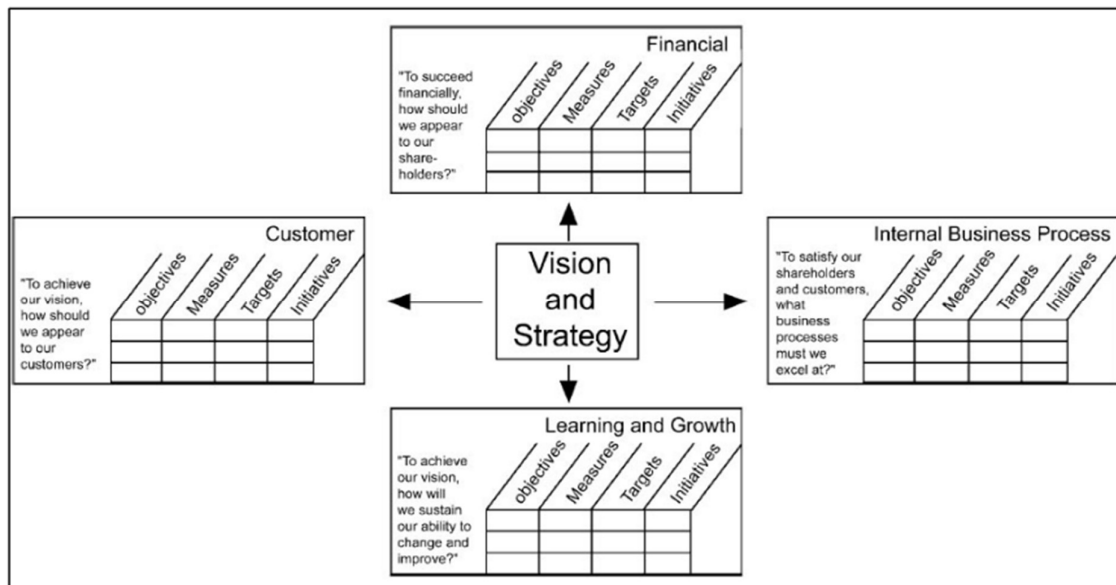 Financial
"To succeed
financially,
how should
we appear
to our
share-
holders?"
objectives
Measures
Targets
Initiatives
Customer
"To achieve
our vision,
how should
we appear
to our
customers?"
objectives
Measures
Targets
Initiatives
Vision
and
Strategy
Internal Business Process
"To satisfy our
shareholders
and customers,
what
business
processes
must we
excel at?"
objectives
Measures
Targets
Initiatives
Learning and Growth
"To achieve
our vision,
how will
we sustain
our ability to
change and
improve?"
objectives
Measures
Targets
Initiatives